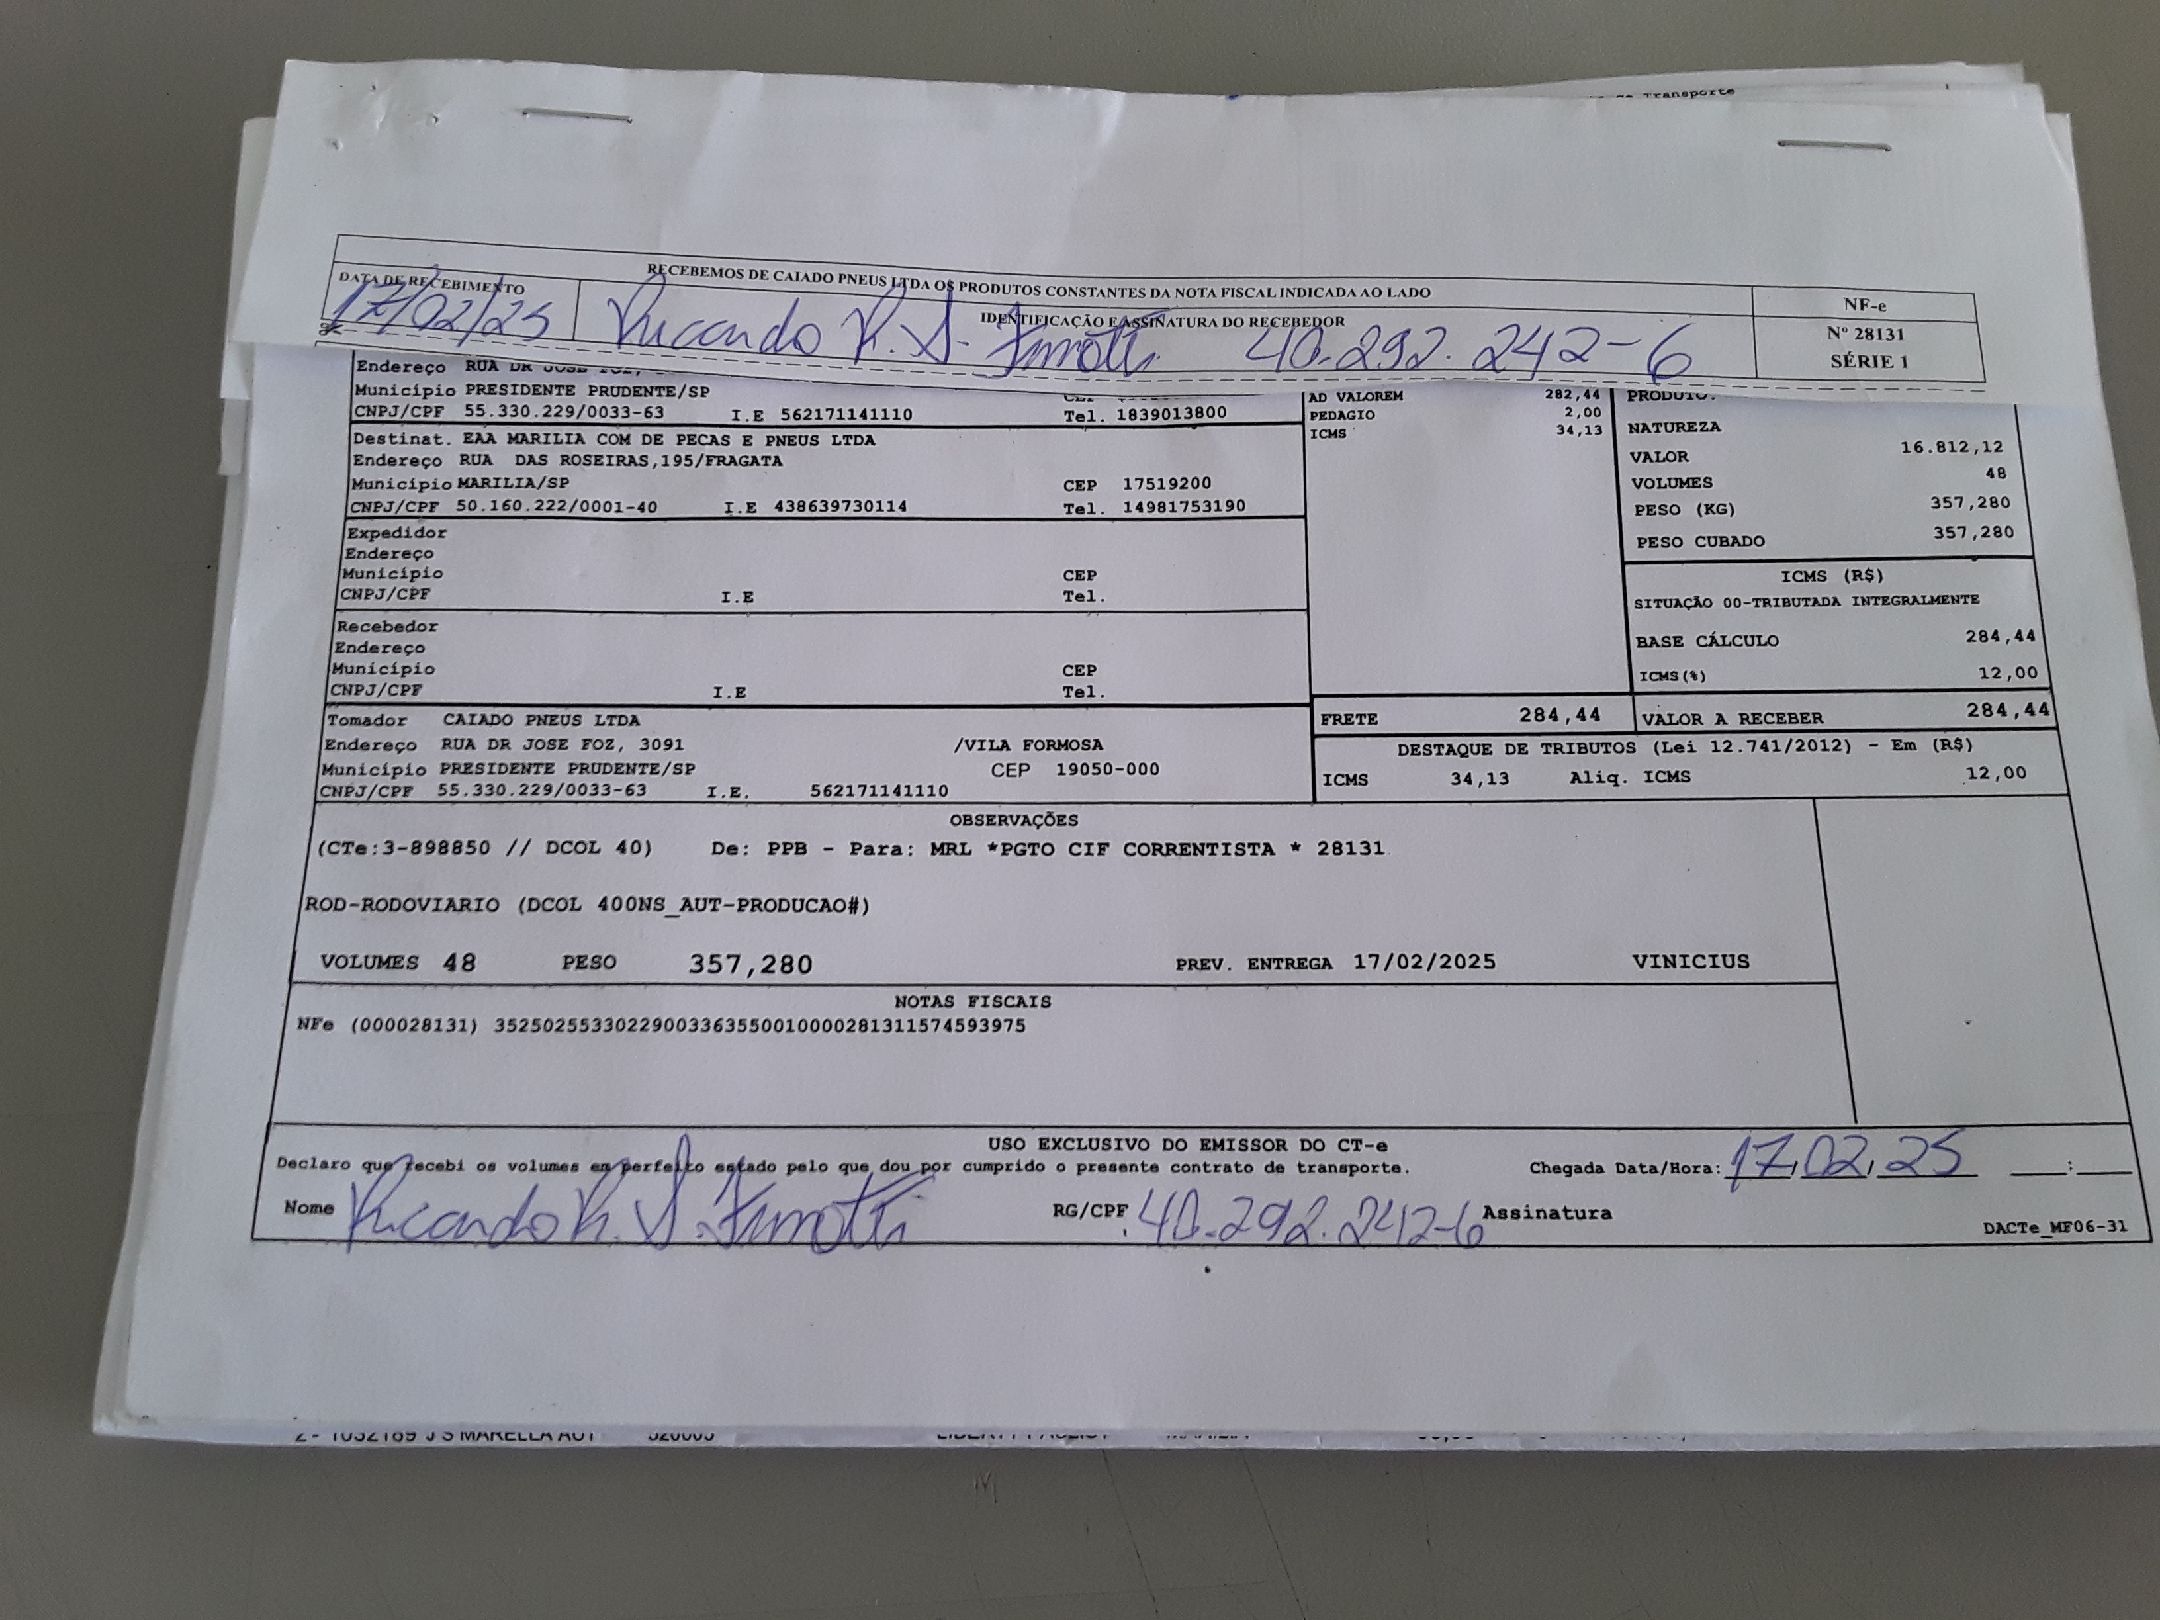 Transporte
RECEBEMOS DE CAIADO PNEUS LTDA OS PRODUTOS CONSTANTES DA NOTA FISCAL INDICADA AO LADO
DATA DE RECEBIMENTO
17/02/25
IDENTIFICAÇÃO E ASSINATURA DO RECEBEDOR
Ricardo R. S. 40.292.242-6
NF-e
Nº 28131
SÉRIE 1
Endereço RUA DR JOSE FOZ,
Município PRESIDENTE PRUDENTE/SP
CNPJ/CPF 55.330.229/0033-63 I.E 562171141110 Tel. 1839013800
Destinat. EAA MARILIA COM DE PECAS E PNEUS LTDA
Endereço RUA DAS ROSEIRAS,195/FRAGATA
Município MARILIA/SP CEP 17519200
CNPJ/CPF 50.160.222/0001-40 I.E 438639730114 Tel. 14981753190
Expedidor
Endereço
Município CEP
CNPJ/CPF I.E Tel.
Recebedor
Endereço
Município CEP
CNPJ/CPF I.E Tel.
Tomador CAIADO PNEUS LTDA
Endereço RUA DR JOSE FOZ, 3091 /VILA FORMOSA
Município PRESIDENTE PRUDENTE/SP CEP 19050-000
CNPJ/CPF 55.330.229/0033-63 I.E. 562171141110
AD VALOREM 282,44
PEDAGIO 2,00
ICMS 34,13
PRODUTO.
NATUREZA
VALOR 16.812,12
VOLUMES 48
PESO (KG) 357,280
PESO CUBADO 357,280
ICMS (R$)
SITUAÇÃO 00-TRIBUTADA INTEGRALMENTE
BASE CÁLCULO 284,44
ICMS(%) 12,00
FRETE 284,44 VALOR A RECEBER 284,44
DESTAQUE DE TRIBUTOS (Lei 12.741/2012) - Em (R$)
ICMS 34,13 Aliq. ICMS 12,00
OBSERVAÇÕES
(CTe:3-898850 // DCOL 40) De: PPB - Para: MRL *PGTO CIF CORRENTISTA * 28131
ROD-RODOVIARIO (DCOL 400NS_AUT-PRODUCAO#)
VOLUMES 48 PESO 357,280 PREV. ENTREGA 17/02/2025 VINICIUS
NOTAS FISCAIS
NFe (000028131) 35250255330229003363550010000281311574593975
USO EXCLUSIVO DO EMISSOR DO CT-e
Declaro que recebi os volumes em perfeito estado pelo que dou por cumprido o presente contrato de transporte. Chegada Data/Hora: 17/02/25 __:__
Nome Ricardo R. S. RG/CPF 40.292.242-6 Assinatura
DACTe_MF06-31